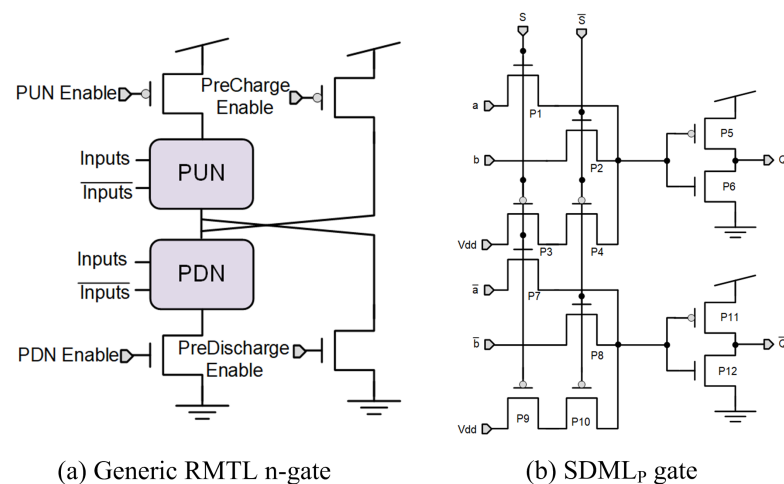 PUN Enable
PreCharge
Enable
Inputs
Inputs
PUN
Inputs
Inputs
PDN
PDN Enable
PreDischarge
Enable
(a) Generic RMTL n-gate
S
S
a
P1
b
P2
P5
P6
Q
Vdd
P3
P4
a
P7
b
P8
P11
P12
Q
Vdd
P9
P10
(b) SDMLP gate